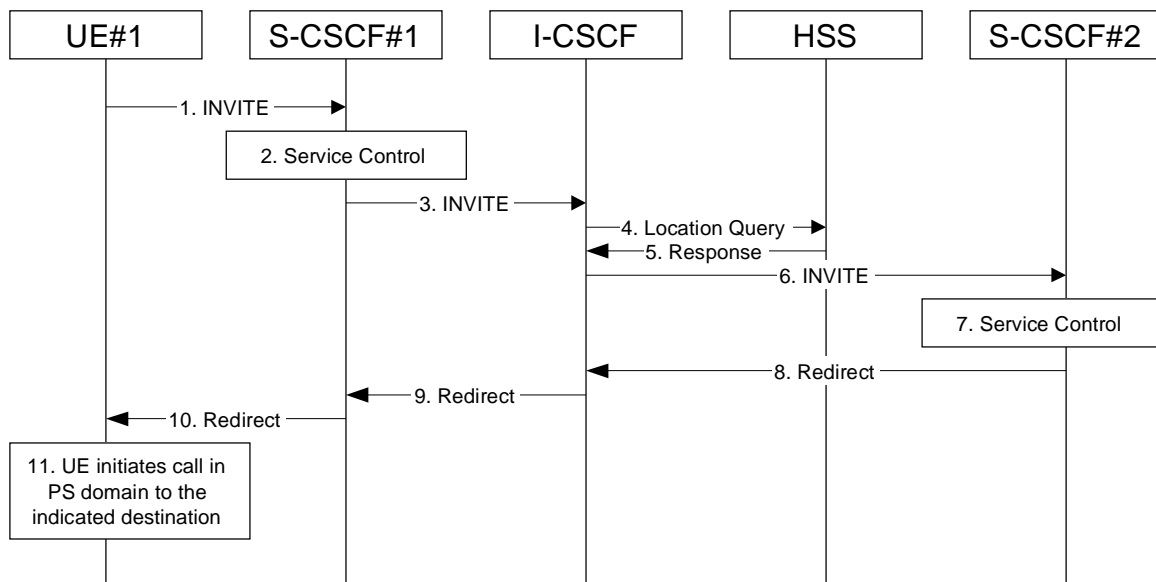 UE#1
S-CSCF#1
I-CSCF
HSS
S-CSCF#2
1. INVITE
2. Service Control
3. INVITE
4. Location Query
5. Response
6. INVITE
7. Service Control
8. Redirect
9. Redirect
10. Redirect
11. UE initiates call in
PS domain to the
indicated destination